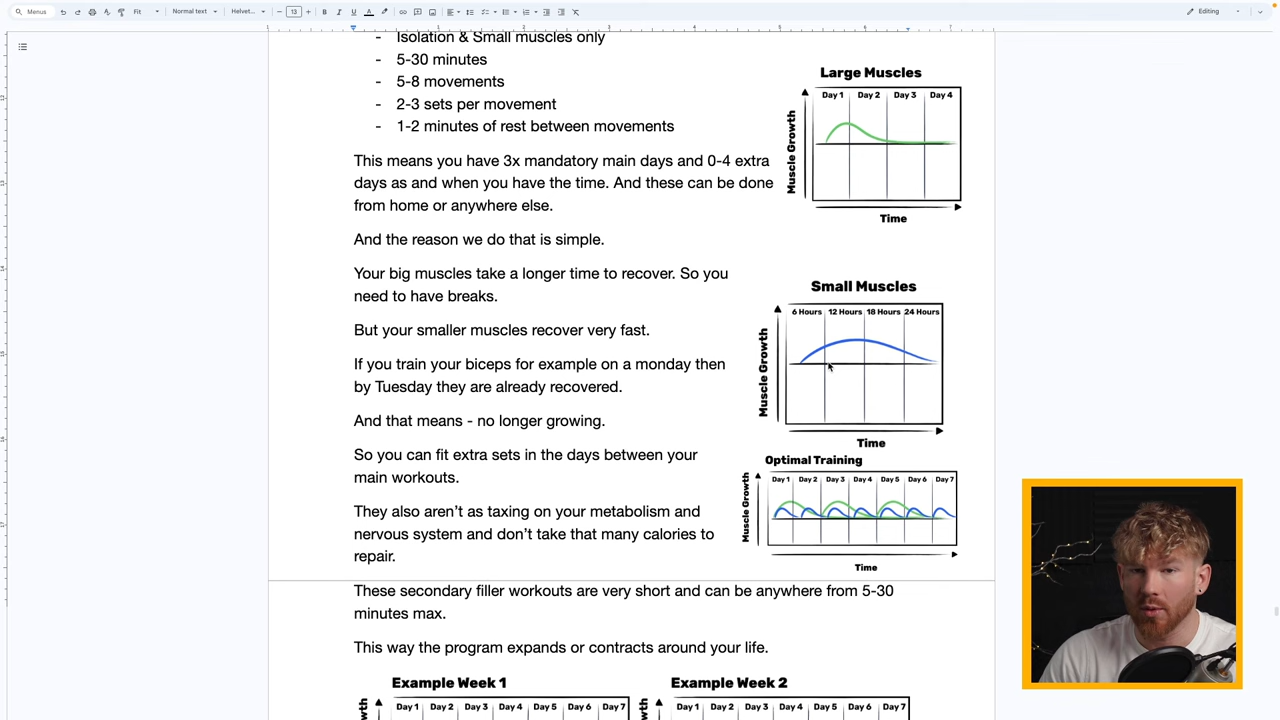 Menus
Fit
Normal text
Helvet...
13
Editing
- Isolation & Small muscles only
- 5-30 minutes
- 5-8 movements
- 2-3 sets per movement
- 1-2 minutes of rest between movements
This means you have 3x mandatory main days and 0-4 extra
days as and when you have the time. And these can be done
from home or anywhere else.
And the reason we do that is simple.
Your big muscles take a longer time to recover. So you
need to have breaks.
But your smaller muscles recover very fast.
If you train your biceps for example on a monday then
by Tuesday they are already recovered.
And that means - no longer growing.
So you can fit extra sets in the days between your
main workouts.
They also aren't as taxing on your metabolism and
nervous system and don't take that many calories to
repair.
Large Muscles
Day 1 Day 2 Day 3 Day 4
Muscle Growth
Time
Small Muscles
6 Hours 12 Hours 18 Hours 24 Hours
Muscle Growth
Time
Optimal Training
Day 1 Day 2 Day 3 Day 4 Day 5 Day 6 Day 7
Muscle Growth
Time
These secondary filler workouts are very short and can be anywhere from 5-30
minutes max.
This way the program expands or contracts around your life.
Example Week 1
Day 1 Day 2 Day 3 Day 4 Day 5 Day 6 Day 7
Example Week 2
Day 1 Day 2 Day 3 Day 4 Day 5 Day 6 Day 7